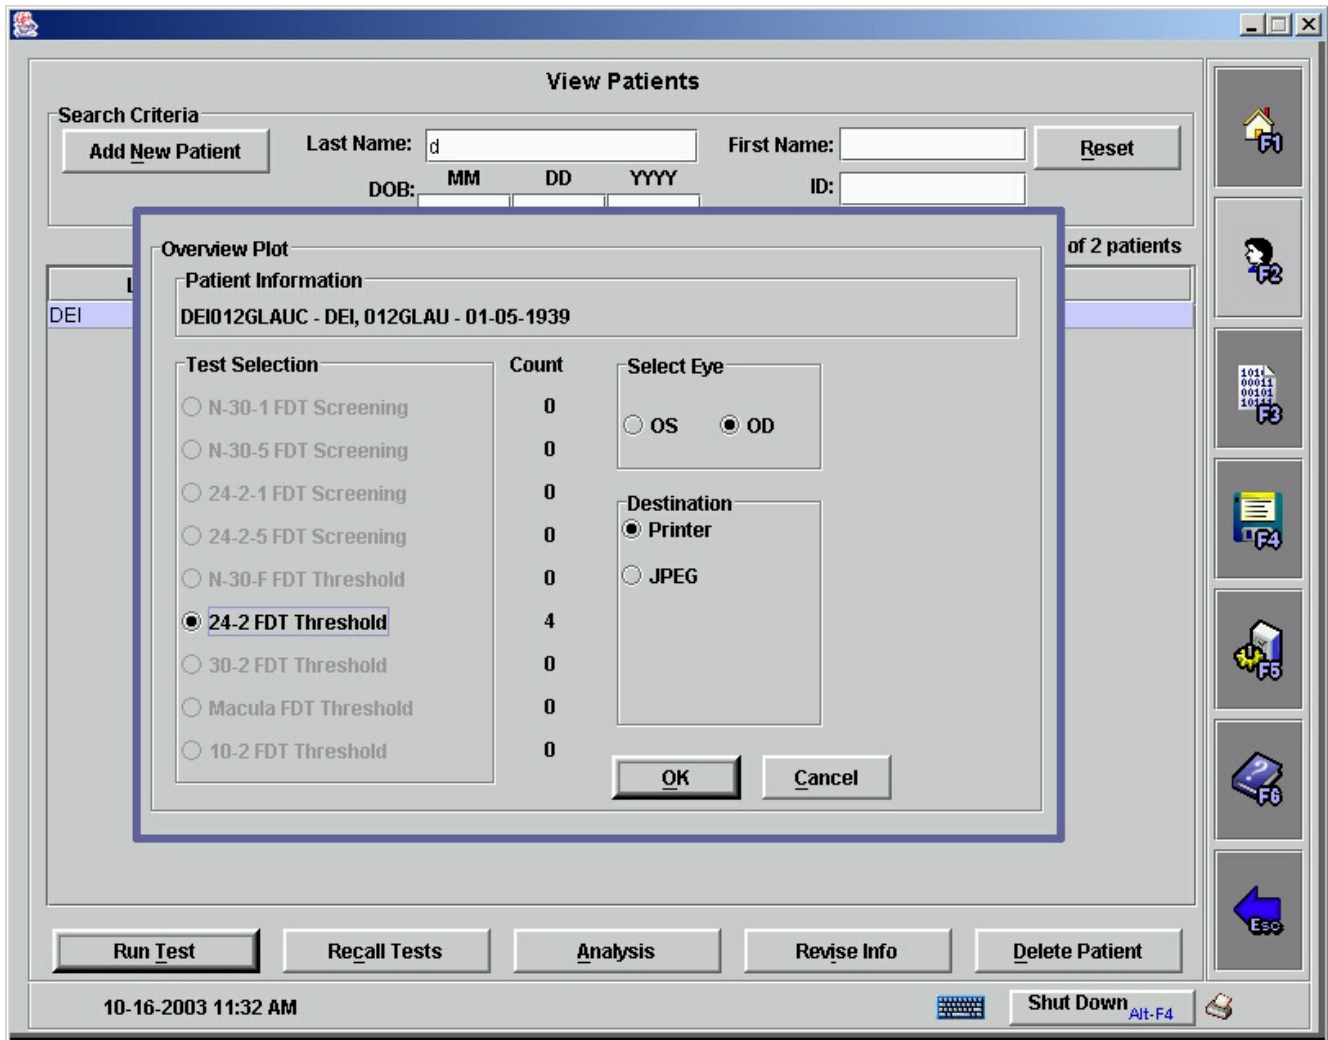 View Patients
Search Criteria
Add New Patient
Last Name: d
First Name:
Reset
MM DD YYYY
DOB:
ID:
of 2 patients
L
DEI
Overview Plot
Patient Information
DEI012GLAUC - DEI, 012GLAU - 01-05-1939
Test Selection Count
N-30-1 FDT Screening 0
N-30-5 FDT Screening 0
24-2-1 FDT Screening 0
24-2-5 FDT Screening 0
N-30-F FDT Threshold 0
24-2 FDT Threshold 4
30-2 FDT Threshold 0
Macula FDT Threshold 0
10-2 FDT Threshold 0
Select Eye
OS OD
Destination
Printer
JPEG
OK Cancel
F1
F2
1010
00011
00101
10111
F3
F4
F5
?
F6
Esc
Run Test Recall Tests Analysis Revise Info Delete Patient
10-16-2003 11:32 AM
Shut Down Alt-F4